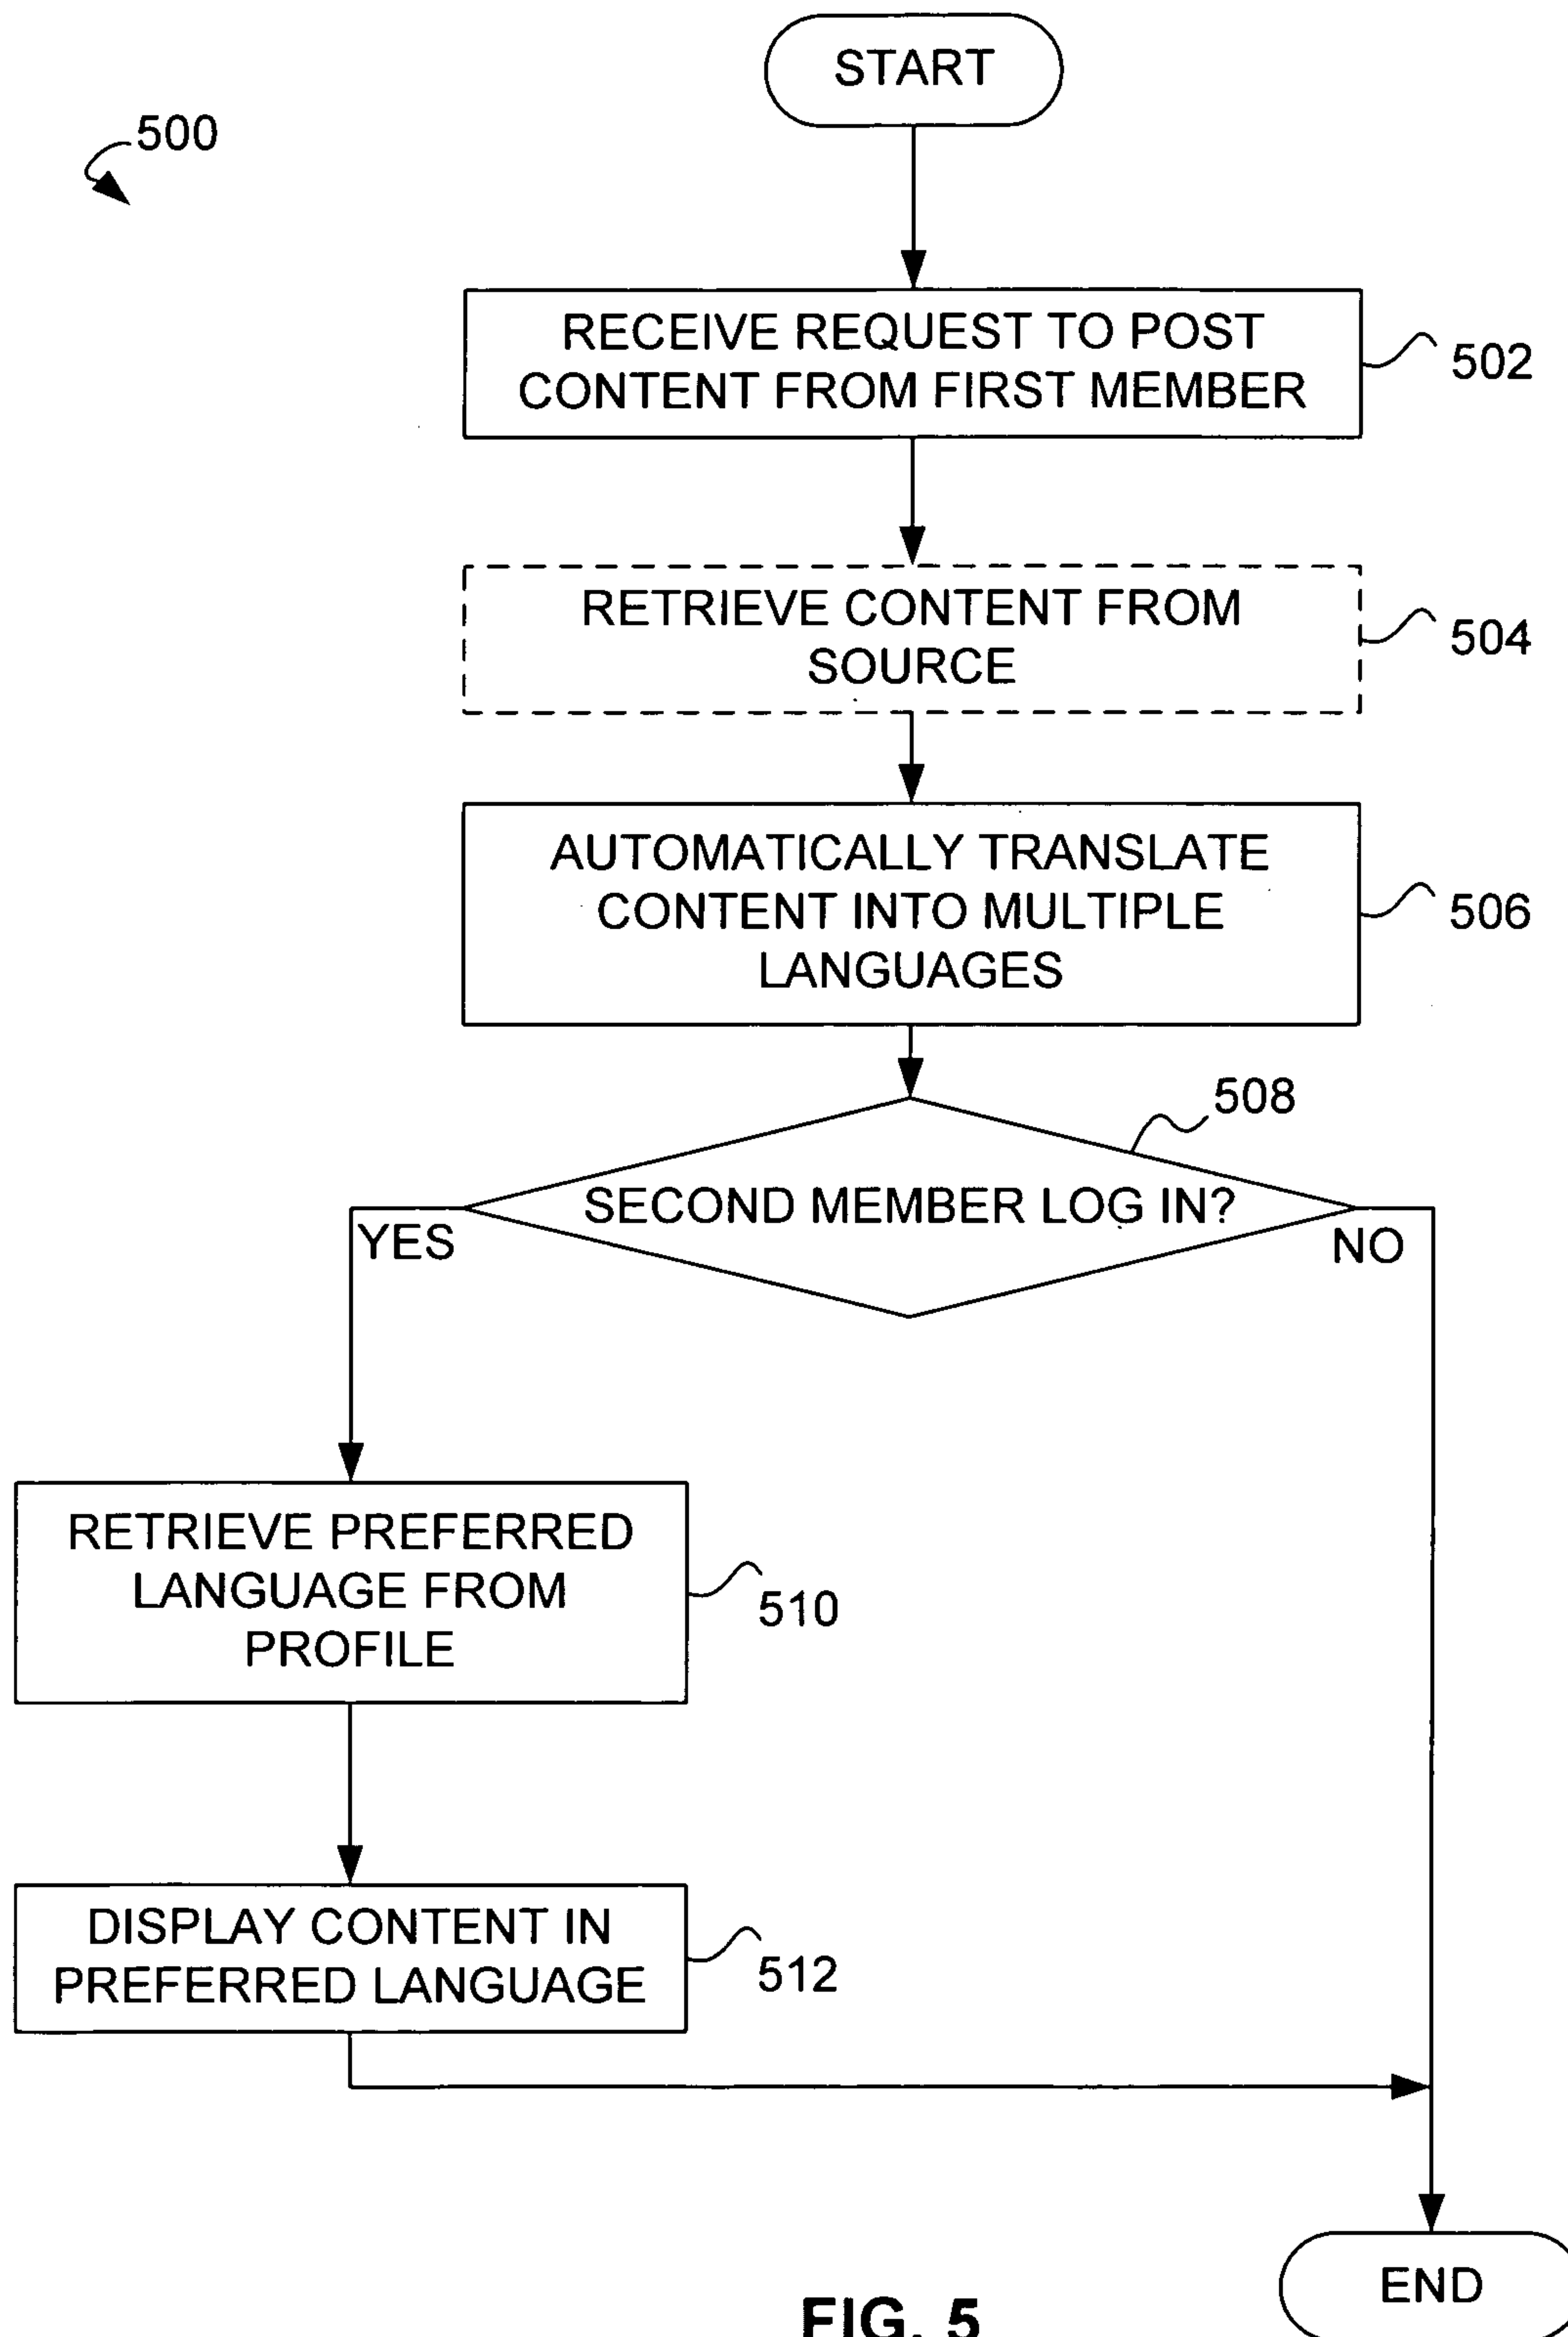 START
500
RECEIVE REQUEST TO POST
CONTENT FROM FIRST MEMBER
502
RETRIEVE CONTENT FROM
SOURCE
504
AUTOMATICALLY TRANSLATE
CONTENT INTO MULTIPLE
LANGUAGES
506
508
SECOND MEMBER LOG IN?
YES
NO
RETRIEVE PREFERRED
LANGUAGE FROM
PROFILE
510
DISPLAY CONTENT IN
PREFERRED LANGUAGE
512
END
FIG. 5